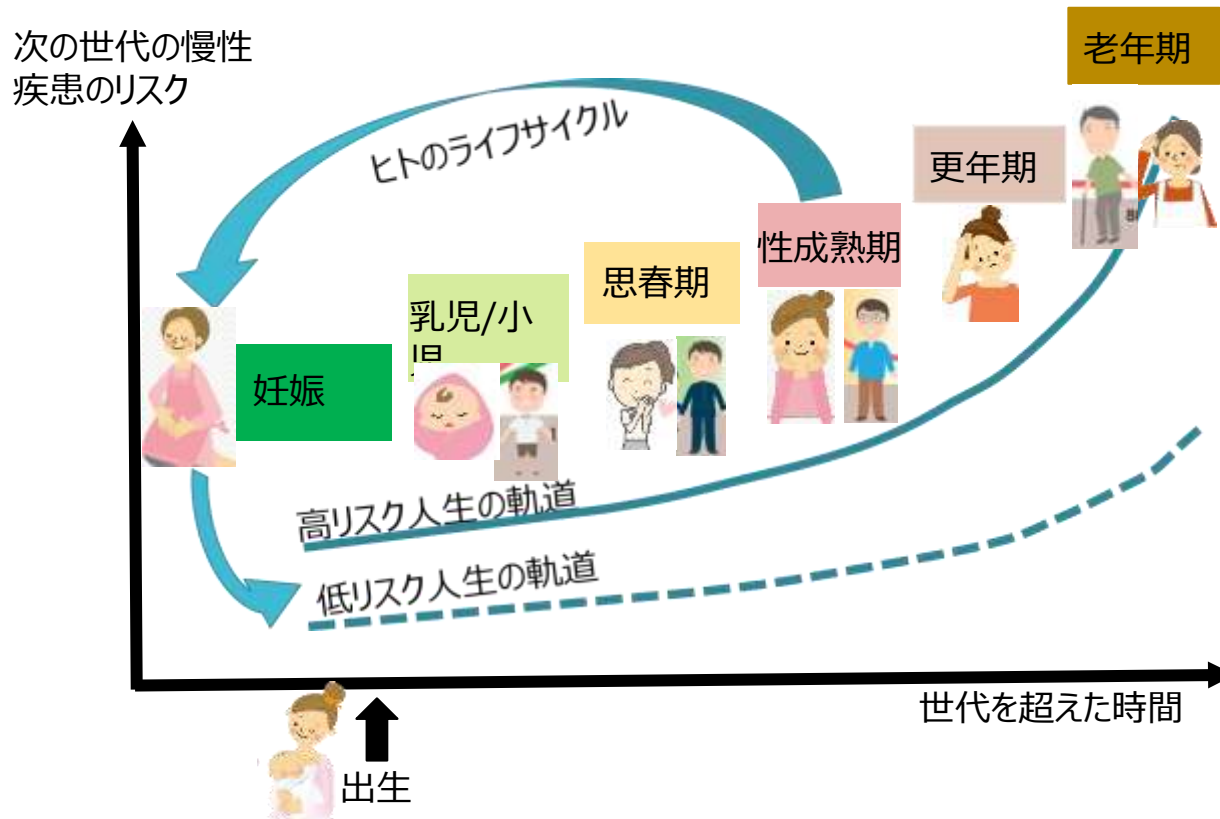 次の世代の慢性
疾患のリスク
老年期
ヒトのライフサイクル
更年期
性成熟期
思春期
乳児/小
児
妊娠
高リスク人生の軌道
低リスク人生の軌道
世代を超えた時間
出生